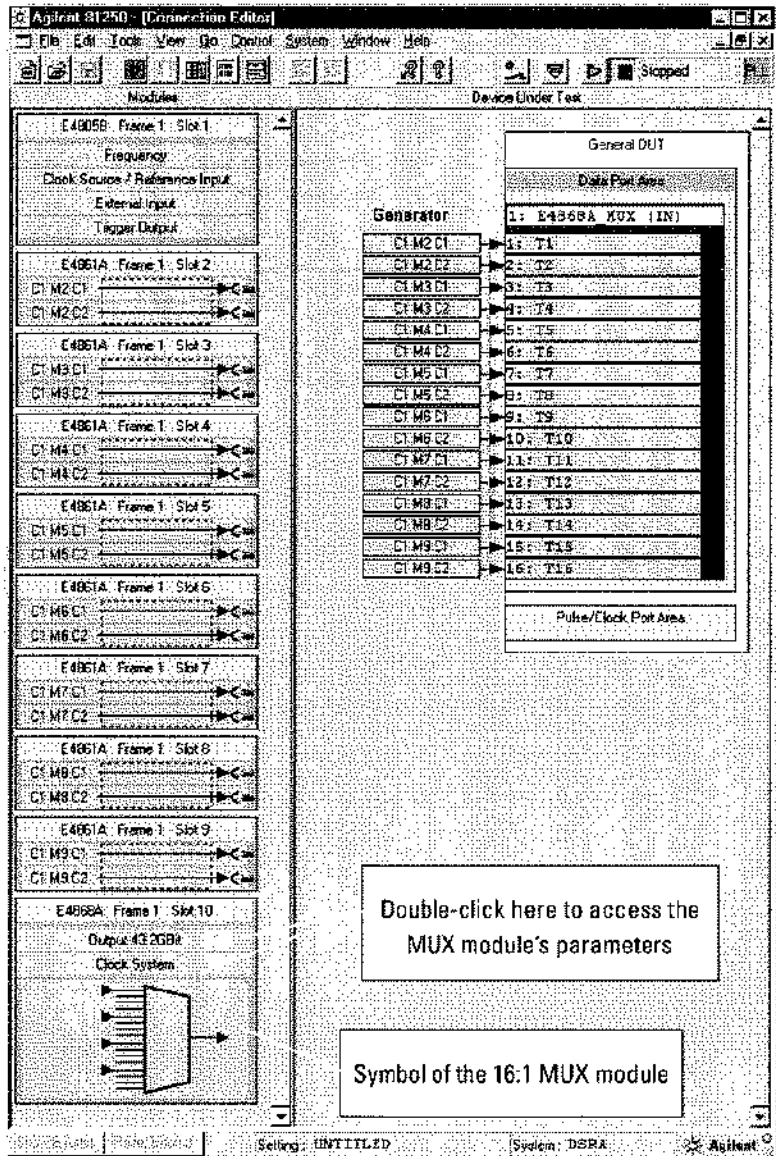 Agilent 81250 - [Connection Editor]
File Edit Tools View Go Control System Window Help
Stopped
Modules
Device Under Test
E4805B Frame 1 Slot 1
Frequency
Clock Source / Reference Input
External Input
Trigger Output
E4861A Frame 1 Slot 2
C1 M2 C1
C1 M2 C2
E4861A Frame 1 Slot 3
C1 M3 C1
C1 M3 C2
E4861A Frame 1 Slot 4
C1 M4 C1
C1 M4 C2
E4861A Frame 1 Slot 5
C1 M5 C1
C1 M5 C2
E4861A Frame 1 Slot 6
C1 M6 C1
C1 M6 C2
E4861A Frame 1 Slot 7
C1 M7 C1
C1 M7 C2
E4861A Frame 1 Slot 8
C1 M8 C1
C1 M8 C2
E4861A Frame 1 Slot 9
C1 M9 C1
C1 M9 C2
E4868A Frame 1 Slot 10
Output 43.2GBit
Clock System
General DUT
Data Port Area
Generator
1: E4868A MUX (IN)
C1 M2 C1 1: T1
C1 M2 C2 2: T2
C1 M3 C1 3: T3
C1 M3 C2 4: T4
C1 M4 C1 5: T5
C1 M4 C2 6: T6
C1 M5 C1 7: T7
C1 M5 C2 8: T8
C1 M6 C1 9: T9
C1 M6 C2 10: T10
C1 M7 C1 11: T11
C1 M7 C2 12: T12
C1 M8 C1 13: T13
C1 M8 C2 14: T14
C1 M9 C1 15: T15
C1 M9 C2 16: T16
Pulse/Clock Port Area
Double-click here to access the
MUX module's parameters
Symbol of the 16:1 MUX module
Setting: UNTITLED System: DSRA Agilent